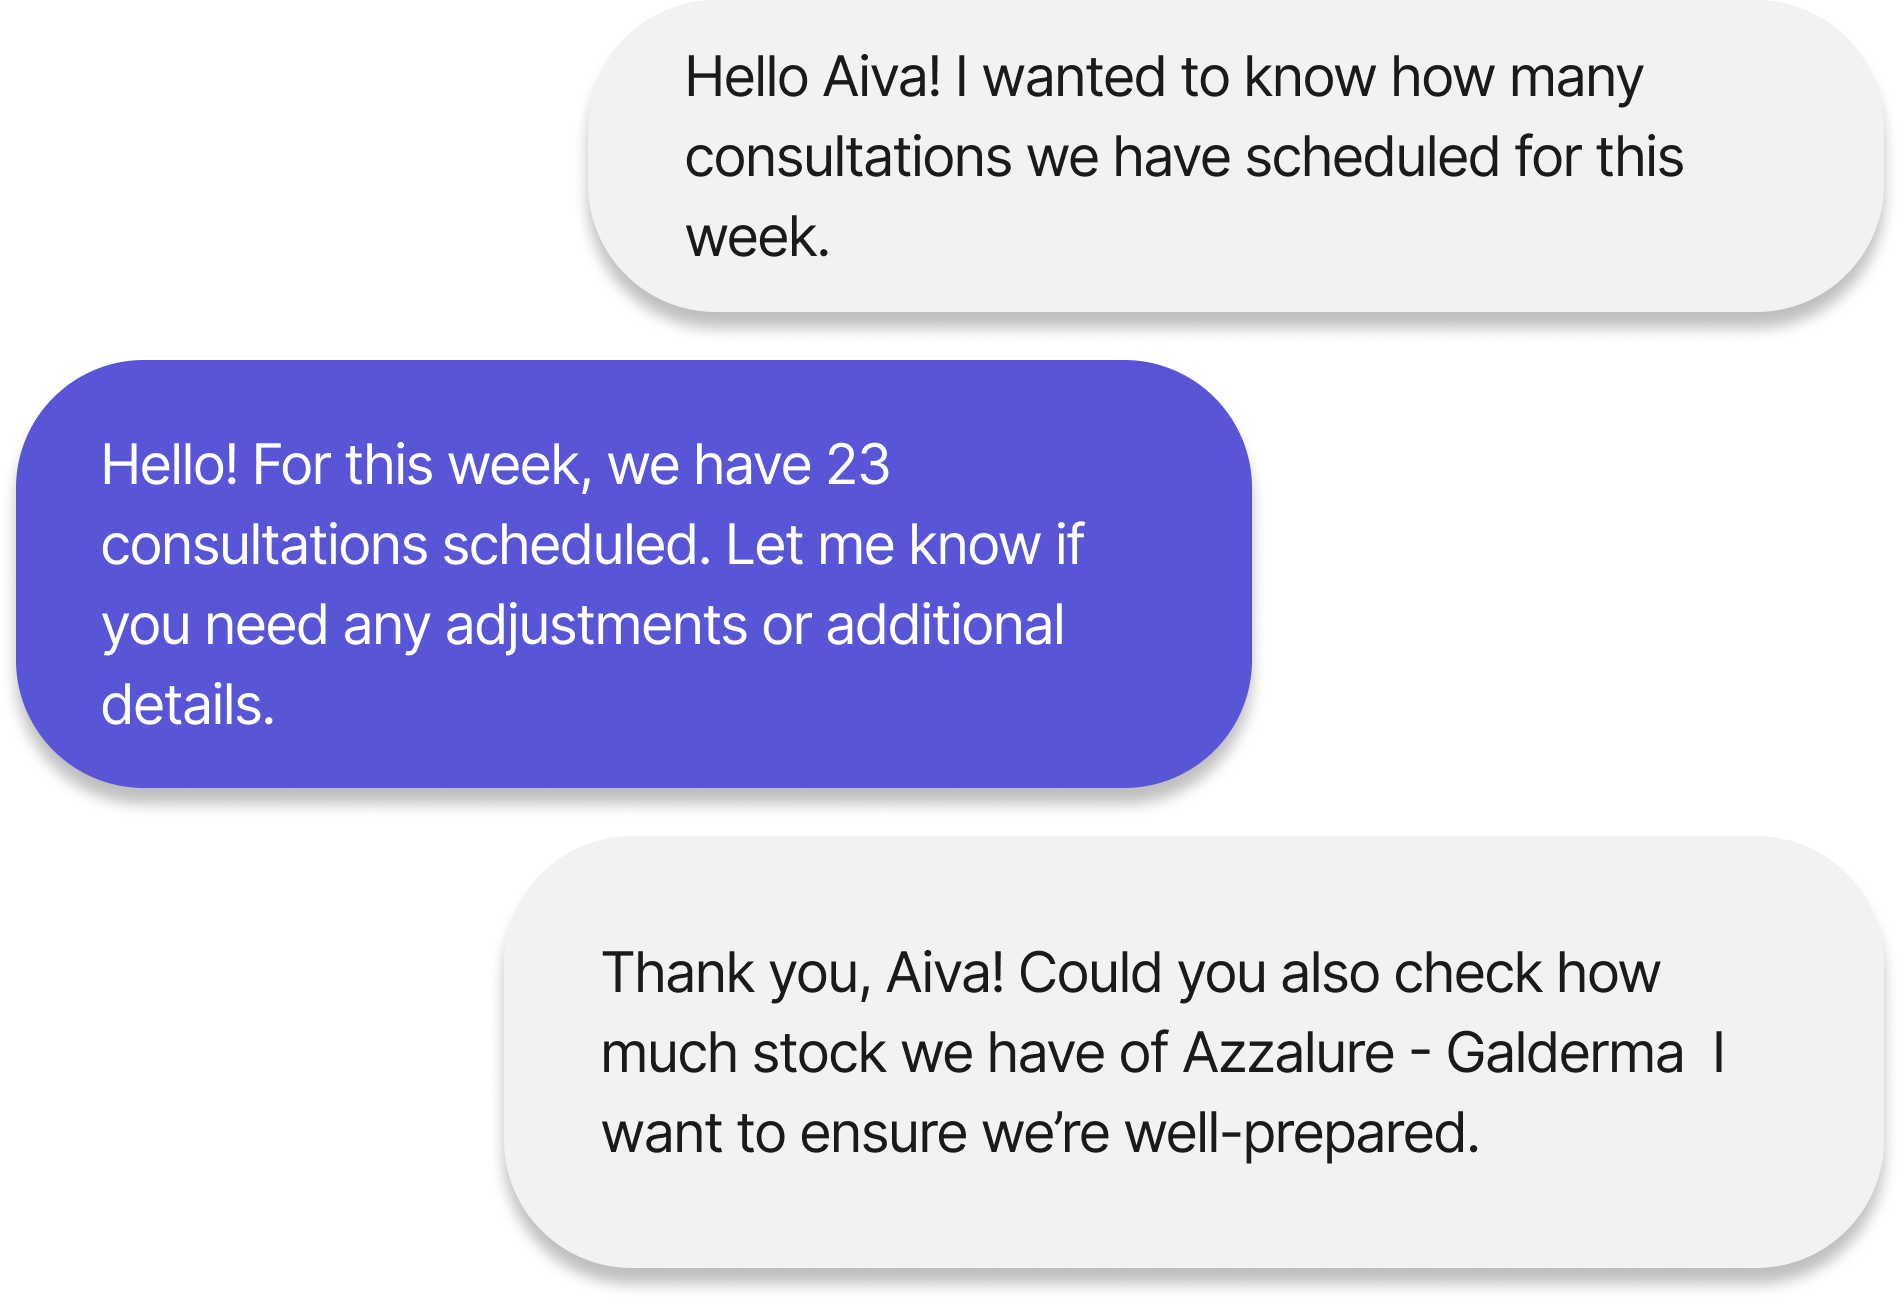 Hello Aiva! I wanted to know how many
consultations we have scheduled for this
week.
Hello! For this week, we have 23
consultations scheduled. Let me know if
you need any adjustments or additional
details.
Thank you, Aiva! Could you also check how
much stock we have of Azzalure - Galderma  I
want to ensure we’re well-prepared.